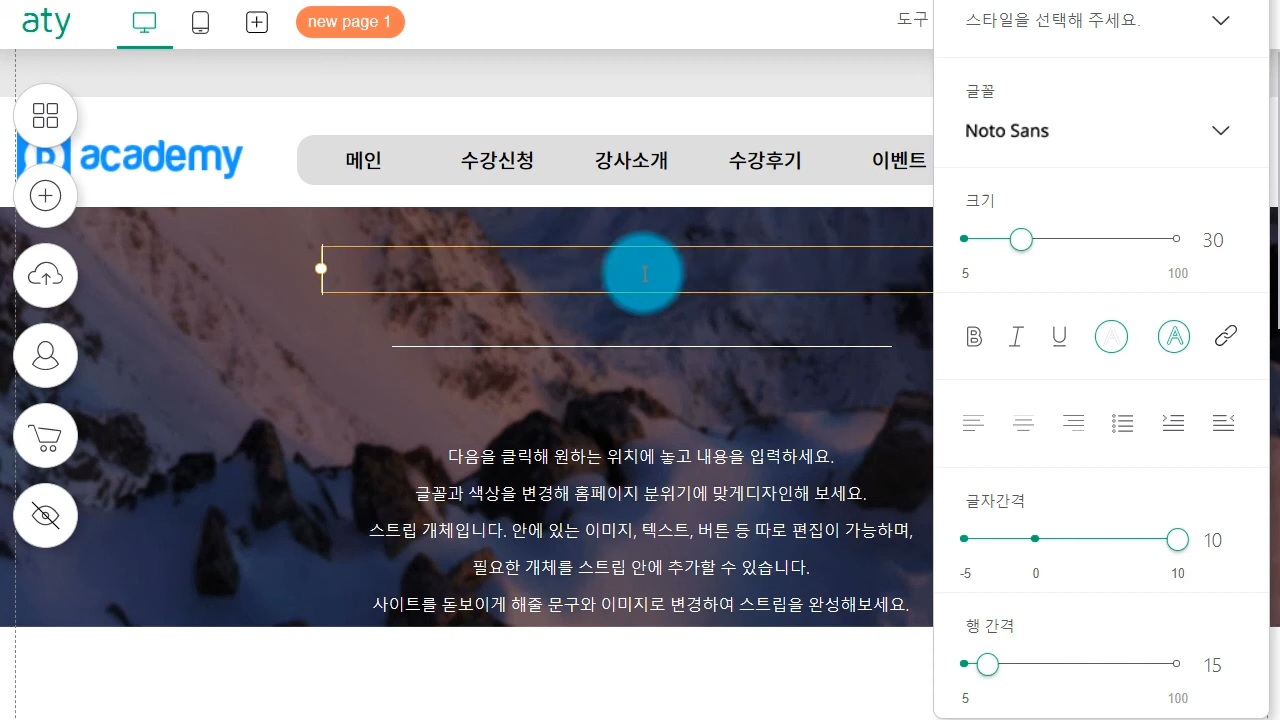 aty
new page 1
도구
스타일을 선택해 주세요.
글꼴
Noto Sans
academy
메인
수강신청
강사소개
수강후기
이벤트
크기
30
5
100
B
I
U
A
A
글자간격
10
-5
0
10
다음을 클릭해 원하는 위치에 놓고 내용을 입력하세요.
글꼴과 색상을 변경해 홈페이지 분위기에 맞게디자인해 보세요.
스트립 개체입니다. 안에 있는 이미지, 텍스트, 버튼 등 따로 편집이 가능하며,
필요한 개체를 스트립 안에 추가할 수 있습니다.
사이트를 돋보이게 해줄 문구와 이미지로 변경하여 스트립을 완성해보세요.
행 간격
15
5
100